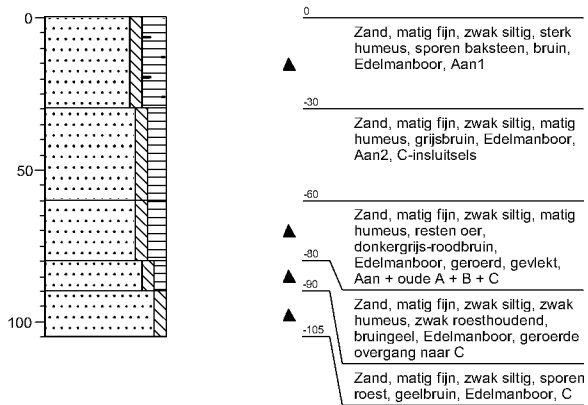 0
0
Zand, matig fijn, zwak siltig, sterk
humeus, sporen baksteen, bruin,
Edelmanboor, Aan1
-30
Zand, matig fijn, zwak siltig, matig
humeus, grijsbruin, Edelmanboor,
Aan2, C-insluitsels
50
-60
Zand, matig fijn, zwak siltig, matig
humeus, resten oer,
donkergrijs-roodbruin,
Edelmanboor, geroerd, gevlekt,
Aan + oude A + B + C
-80
-90
Zand, matig fijn, zwak siltig, zwak
humeus, zwak roesthoudend,
bruingeel, Edelmanboor, geroerde
overgang naar C
100
-105
Zand, matig fijn, zwak siltig, sporen
roest, geelbruin, Edelmanboor, C